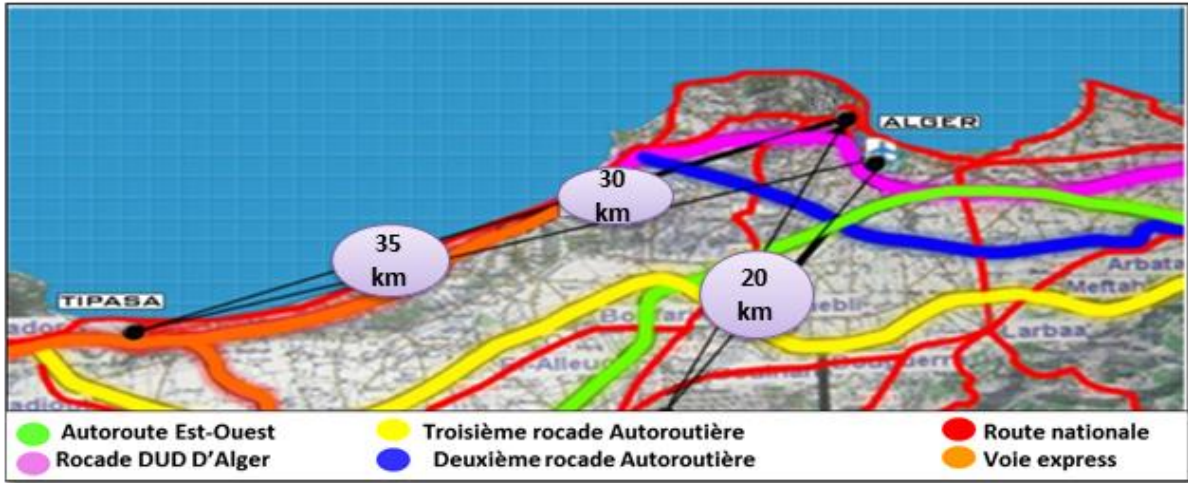 ALGER
30
km
35
km
TIPASA
20
km
Arbata
Meftah
Larbaa
Autoroute Est-Ouest
Troisième rocade Autoroutière
Route nationale
Rocade DUD D'Alger
Deuxième rocade Autoroutière
Voie express